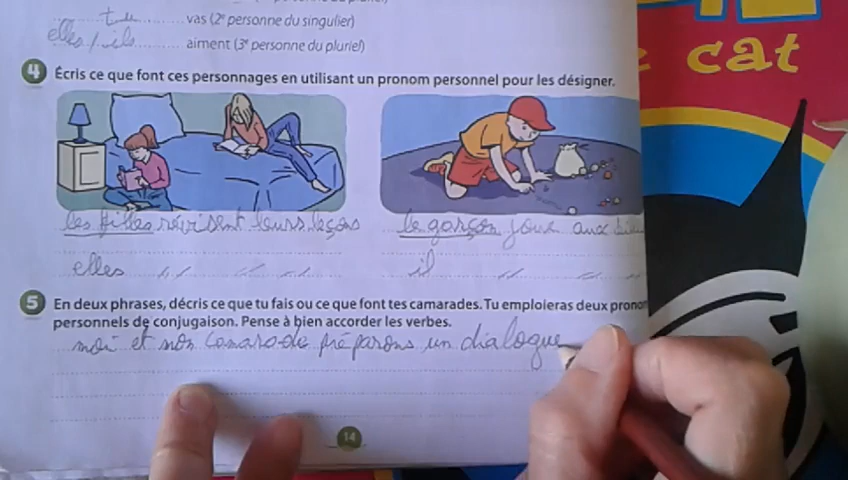 tu vas (2e personne du singulier)
elles / ils aiment (3e personne du pluriel)
cat
4 Écris ce que font ces personnages en utilisant un pronom personnel pour les désigner.
les filles révisent leurs leçons
le garçon joue aux
elles // // //
il // // //
5 En deux phrases, décris ce que tu fais ou ce que font tes camarades. Tu emploieras deux
personnels de conjugaison. Pense à bien accorder les verbes.
moi et mon camarade préparons un dialogue
14